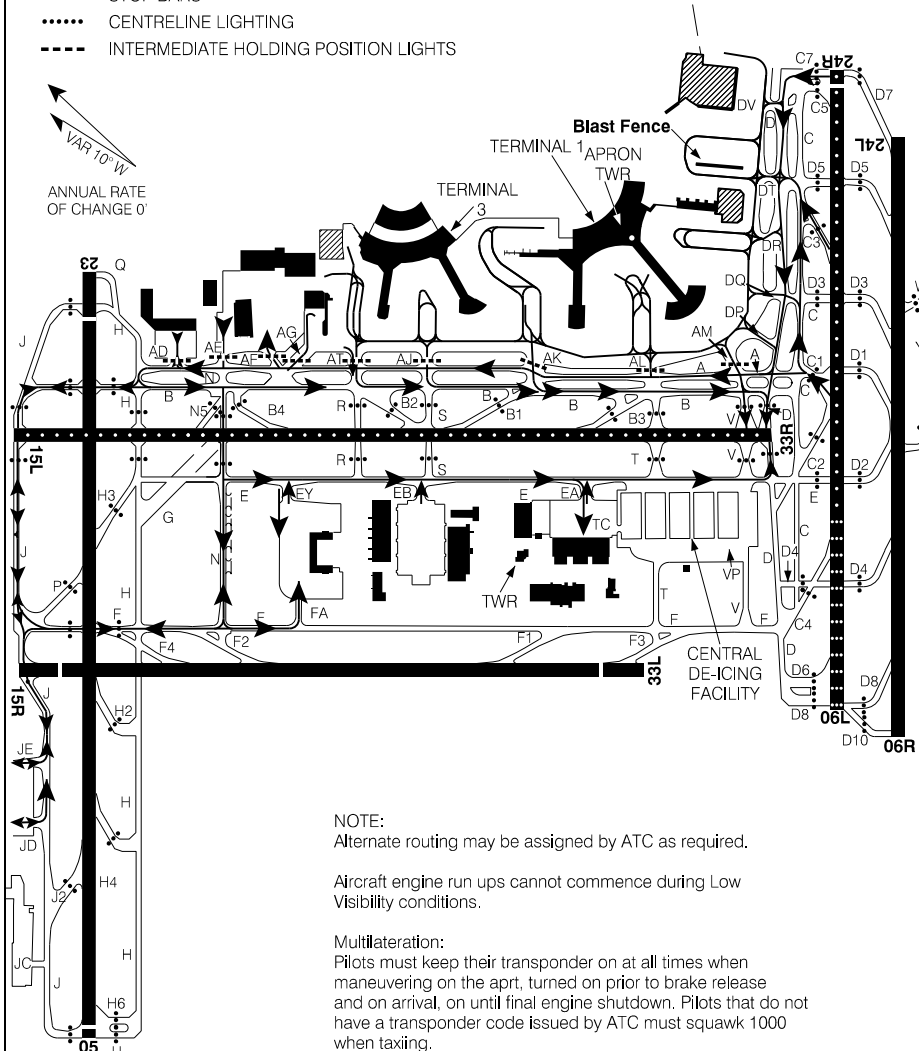 STOP BARS
CENTRELINE LIGHTING
INTERMEDIATE HOLDING POSITION LIGHTS
VAR 10° W
ANNUAL RATE
OF CHANGE 0'
C7
24R
D7
C5
DV
D
C
24L
Blast Fence
TERMINAL 1
APRON
TWR
TERMINAL
3
D5
D5
DT
DR
C3
DQ
D3
D3
DP
C
23
Q
J
H
AD
AE
AF
AG
AT
AJ
AK
AL
A
AM
A
C1
D1
N
B
H
N5
B4
R
B2
S
B1
B
B3
B
V
D
C
15L
33R
R
S
T
V
C2
D2
H3
E
EY
EB
E
EA
E
G
TC
C
J
N
D
D4
VP
D4
P
H
TWR
T
V
F
F
F
F
FA
C4
F4
F2
F1
F3
D
15R
33L
CENTRAL
DE-ICING
FACILITY
D6
D8
D8
06L
J
H2
D10
06R
JE
H
JD
H4
J2
JC
H
J
H6
05
H
NOTE:
Alternate routing may be assigned by ATC as required.
Aircraft engine run ups cannot commence during Low
Visibility conditions.
Multilateration:
Pilots must keep their transponder on at all times when
maneuvering on the aprt, turned on prior to brake release
and on arrival, on until final engine shutdown. Pilots that do not
have a transponder code issued by ATC must squawk 1000
when taxiing.